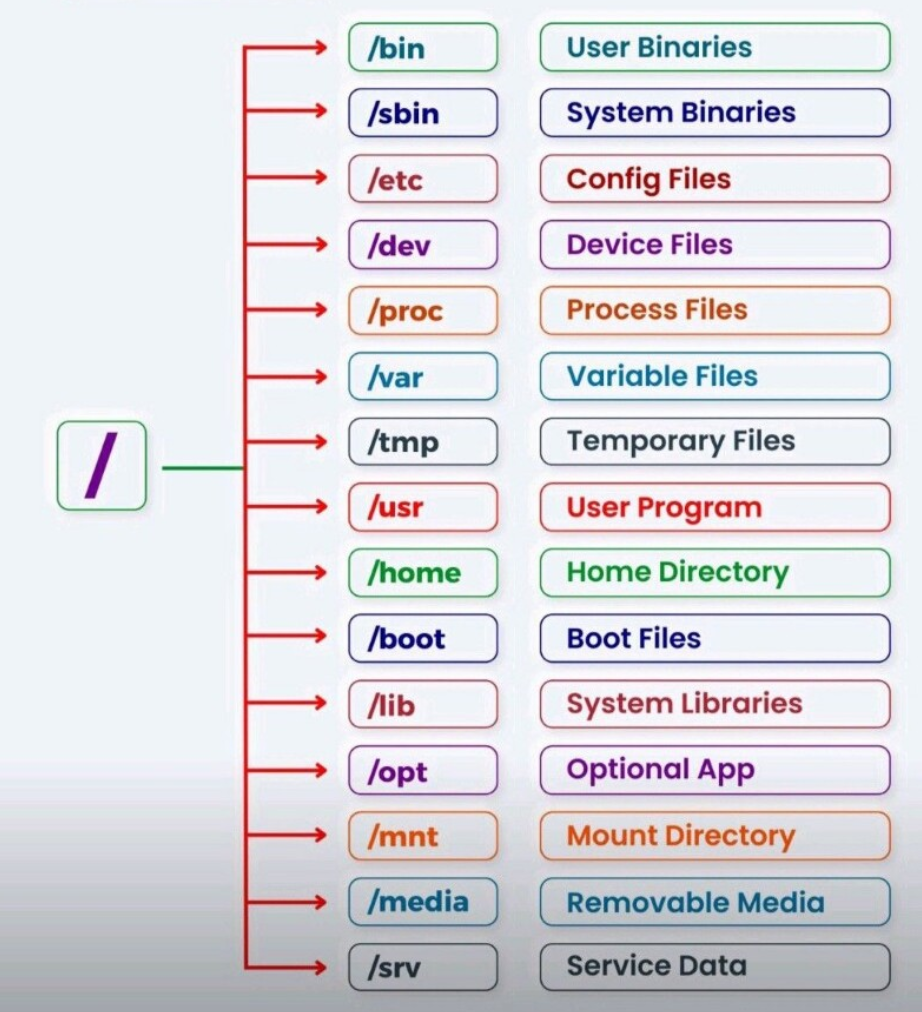 /bin User Binaries
/sbin System Binaries
/etc Config Files
/dev Device Files
/proc Process Files
/var Variable Files
/tmp Temporary Files
/
/usr User Program
/home Home Directory
/boot Boot Files
/lib System Libraries
/opt Optional App
/mnt Mount Directory
/media Removable Media
/srv Service Data